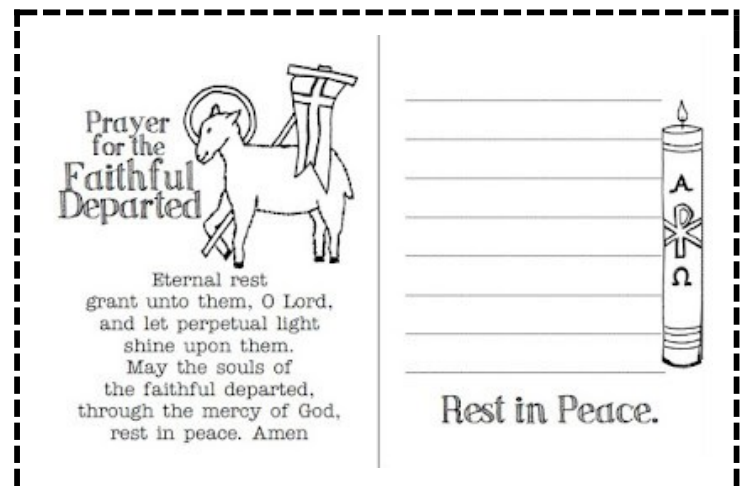 Prayer
for the
Faithful
Departed
Eternal rest
grant unto them, O Lord,
and let perpetual light
shine upon them.
May the souls of
the faithful departed,
through the mercy of God,
rest in peace. Amen
Α
☧
Ω
Rest in Peace.